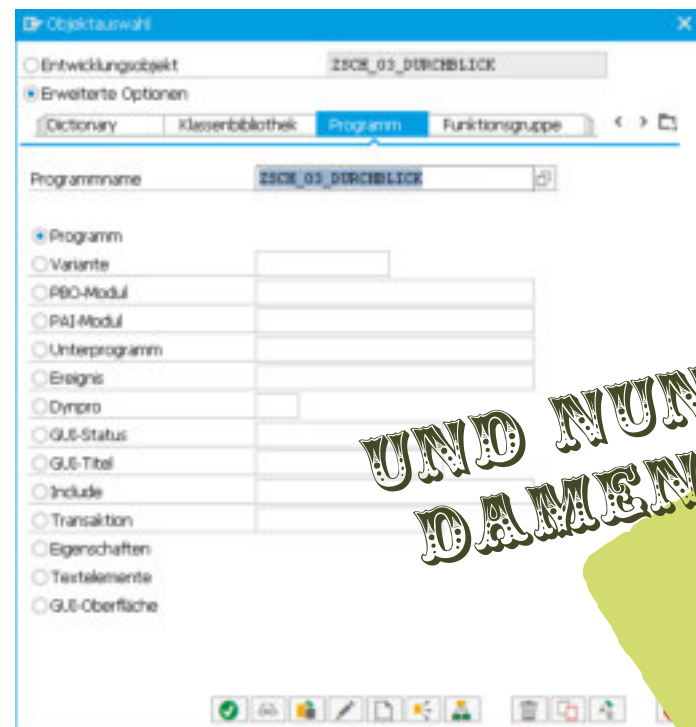 Objektauswahl
Entwicklungsobjekt ZSCH_03_DURCHBLICK
Erweiterte Optionen
Dictionary Klassenbibliothek Programm Funktionsgruppe
Programmname ZSCH_03_DURCHBLICK
Programm
Variante
PBO-Modul
PAI-Modul
Unterprogramm
Ereignis
Dynpro
GUI-Status
GUI-Titel
Include
Transaktion
Eigenschaften
Textelemente
GUI-Oberfläche
UND NUN
DAMEN